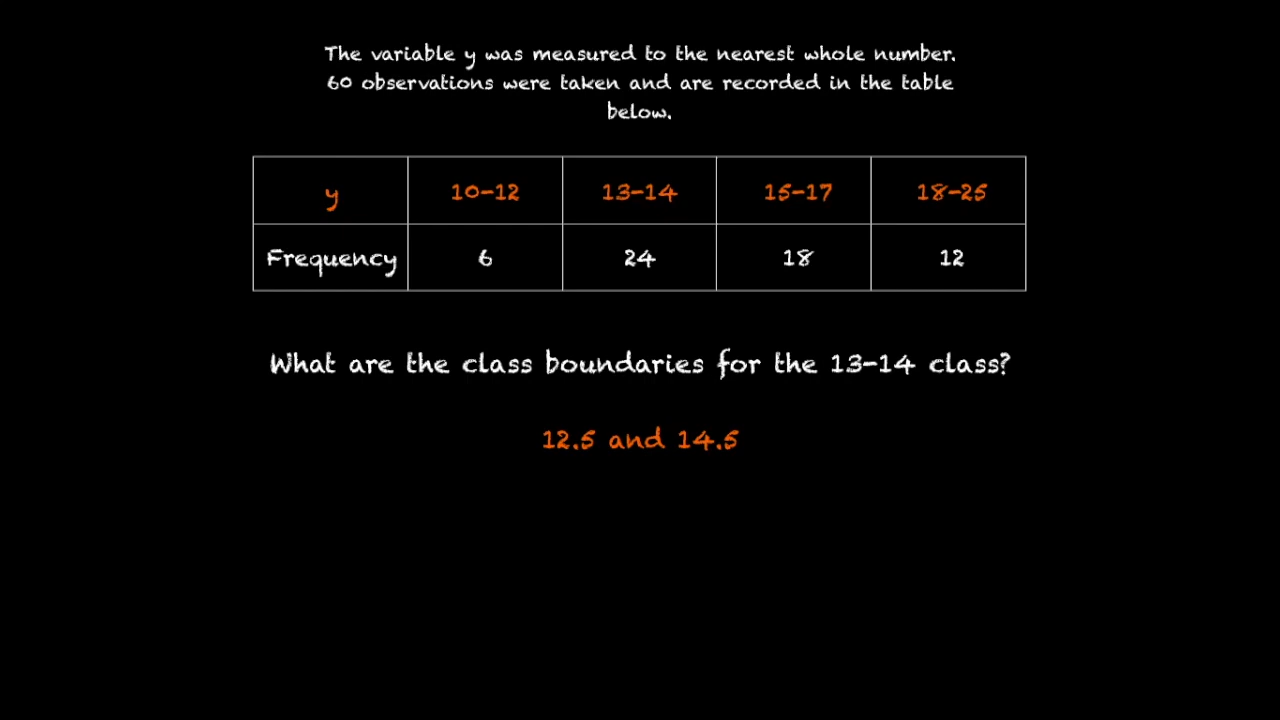 The variable y was measured to the nearest whole number.
60 observations were taken and are recorded in the table
below.
y 10-12 13-14 15-17 18-25
Frequency 6 24 18 12
What are the class boundaries for the 13-14 class?
12.5 and 14.5